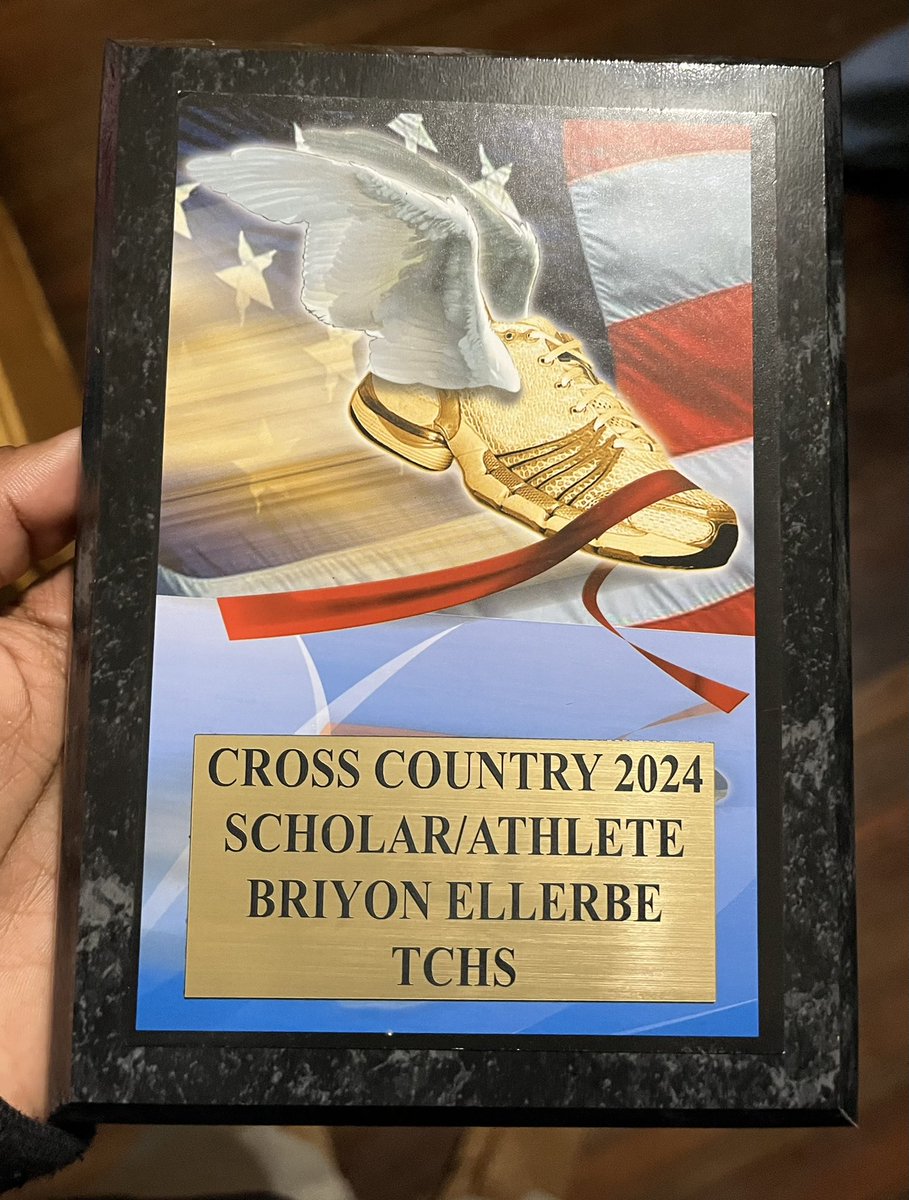 CROSS COUNTRY 2024
SCHOLAR/ATHLETE
BRIYON ELLERBE
TCHS